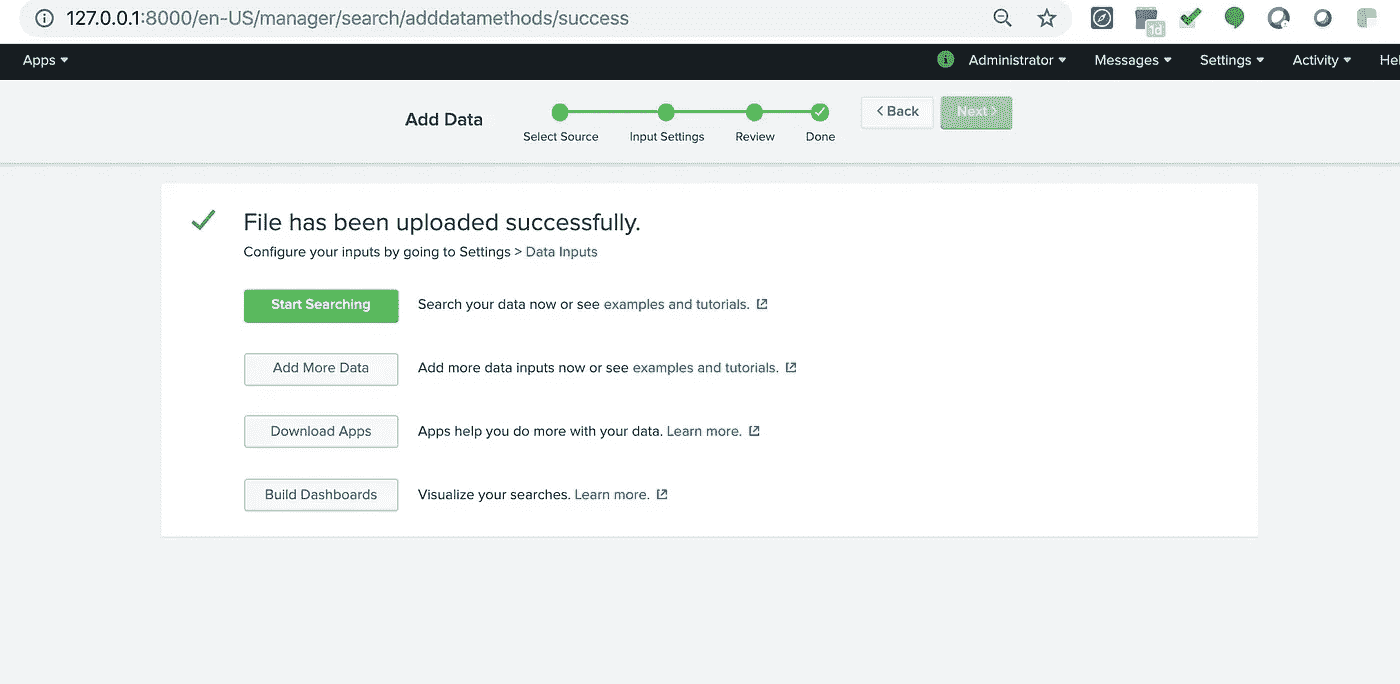 127.0.0.1:8000/en-US/manager/search/adddatamethods/success
1d
Apps Administrator Messages Settings Activity Hel
Add Data
Select Source Input Settings Review Done
Back Next
File has been uploaded successfully.
Configure your inputs by going to Settings > Data Inputs
Start Searching Search your data now or see examples and tutorials.
Add More Data Add more data inputs now or see examples and tutorials.
Download Apps Apps help you do more with your data. Learn more.
Build Dashboards Visualize your searches. Learn more.